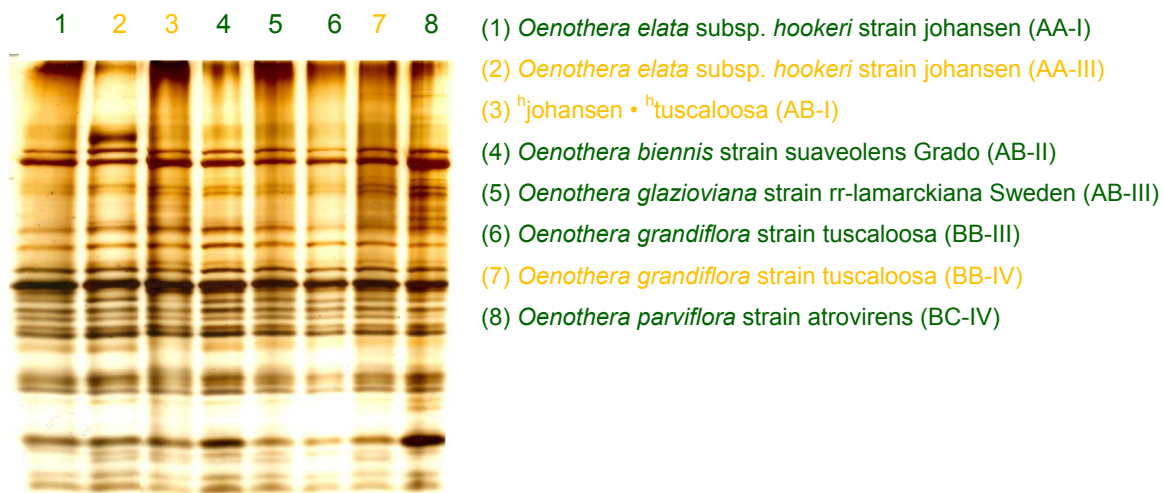 1 2 3 4 5 6 7 8
(1) Oenothera elata subsp. hookeri strain johansen (AA-I)
(2) Oenothera elata subsp. hookeri strain johansen (AA-III)
(3) ʰjohansen • ʰtuscaloosa (AB-I)
(4) Oenothera biennis strain suaveolens Grado (AB-II)
(5) Oenothera glazioviana strain rr-lamarckiana Sweden (AB-III)
(6) Oenothera grandiflora strain tuscaloosa (BB-III)
(7) Oenothera grandiflora strain tuscaloosa (BB-IV)
(8) Oenothera parviflora strain atrovirens (BC-IV)